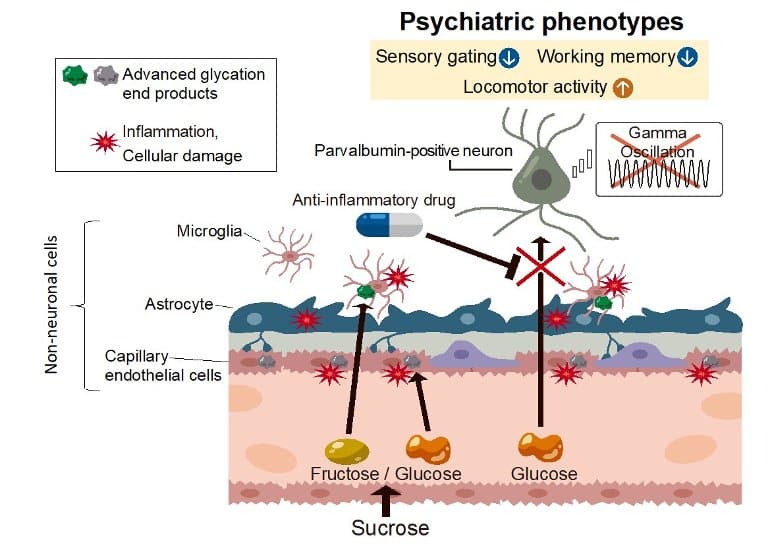 Psychiatric phenotypes
Sensory gating Working memory
Locomotor activity
Advanced glycation
end products
Inflammation,
Cellular damage
Parvalbumin-positive neuron
Gamma
Oscillation
Anti-inflammatory drug
Microglia
Astrocyte
Capillary
endothelial cells
Non-neuronal cells
Fructose / Glucose
Glucose
Sucrose